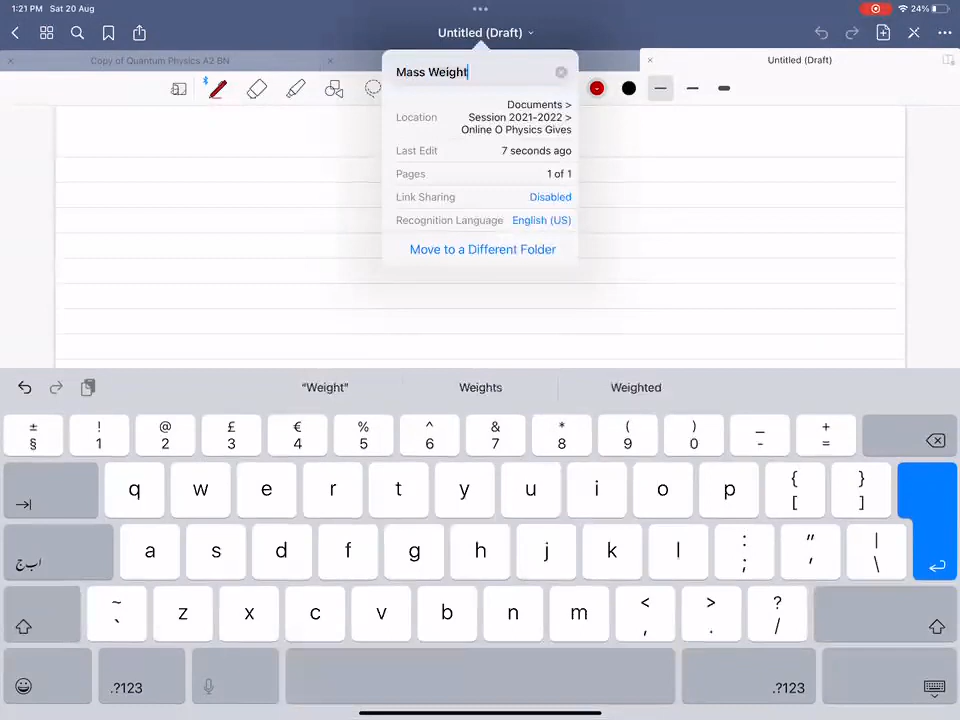 1:21 PM Sat 20 Aug
24%
Untitled (Draft)
Copy of Quantum Physics A2 BN
Untitled (Draft)
Mass Weight
Location
Documents >
Session 2021-2022 >
Online O Physics Gives
Last Edit 7 seconds ago
Pages 1 of 1
Link Sharing Disabled
Recognition Language English (US)
Move to a Different Folder
“Weight” Weights Weighted
± ! @ £ € % ^ & * ( ) _ +
§ 1 2 3 4 5 6 7 8 9 0 - =
q w e r t y u i o p { }
[ ]
a s d f g h j k l : " |
; ' \
ا ب ج
z x c v b n m ~ < > ?
` , . /
.?123 .?123